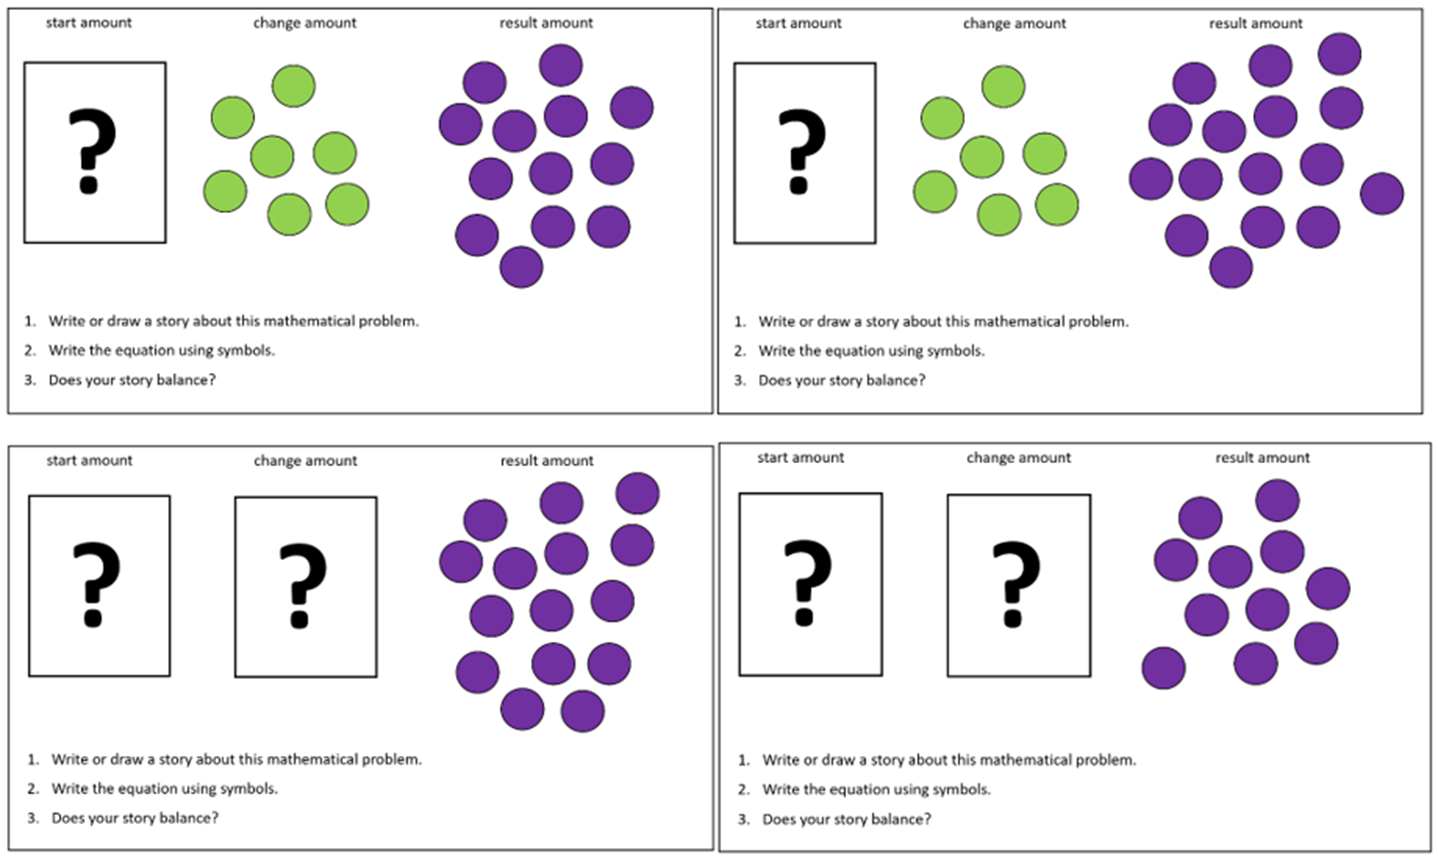 start amount change amount result amount
?
1. Write or draw a story about this mathematical problem.
2. Write the equation using symbols.
3. Does your story balance?
start amount change amount result amount
?
1. Write or draw a story about this mathematical problem.
2. Write the equation using symbols.
3. Does your story balance?
start amount change amount result amount
? ?
1. Write or draw a story about this mathematical problem.
2. Write the equation using symbols.
3. Does your story balance?
start amount change amount result amount
? ?
1. Write or draw a story about this mathematical problem.
2. Write the equation using symbols.
3. Does your story balance?